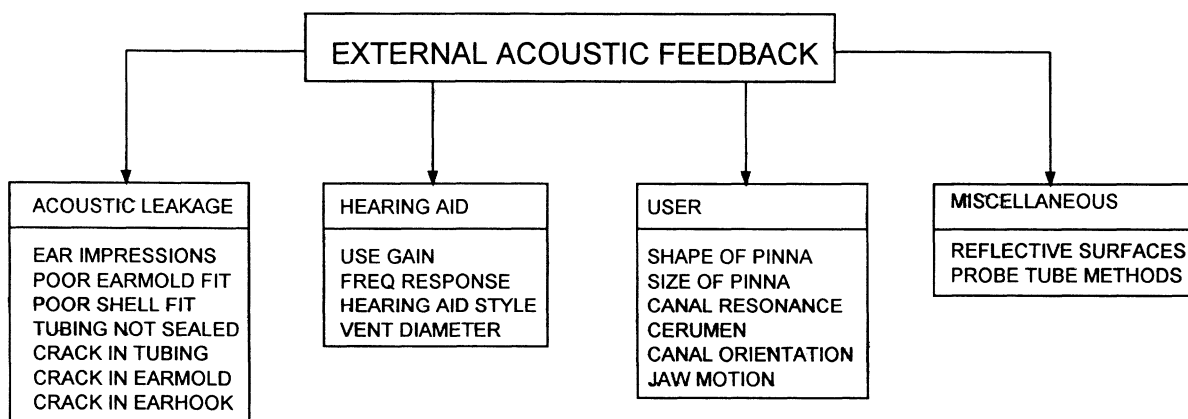 EXTERNAL ACOUSTIC FEEDBACK
ACOUSTIC LEAKAGE
EAR IMPRESSIONS
POOR EARMOLD FIT
POOR SHELL FIT
TUBING NOT SEALED
CRACK IN TUBING
CRACK IN EARMOLD
CRACK IN EARHOOK
HEARING AID
USE GAIN
FREQ RESPONSE
HEARING AID STYLE
VENT DIAMETER
USER
SHAPE OF PINNA
SIZE OF PINNA
CANAL RESONANCE
CERUMEN
CANAL ORIENTATION
JAW MOTION
MISCELLANEOUS
REFLECTIVE SURFACES
PROBE TUBE METHODS